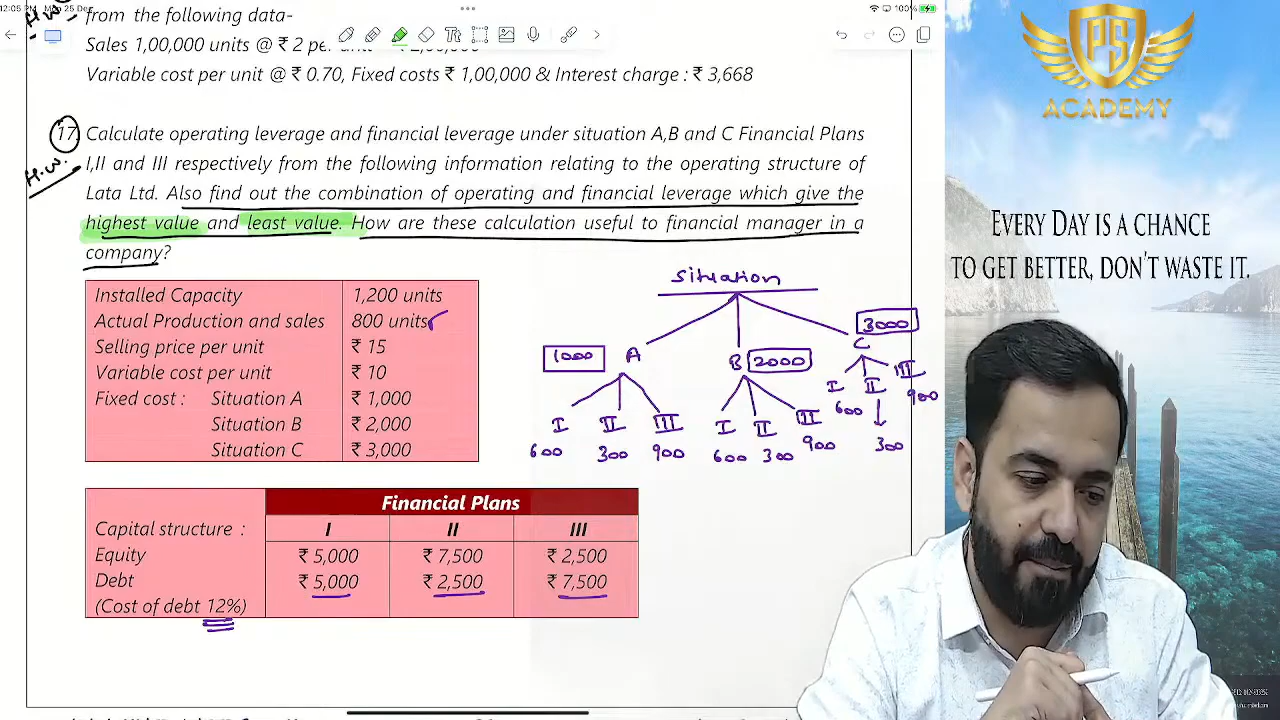 12:05 PM Mon 25 Dec
100%
H.W.
from the following data-
Sales 1,00,000 units @ ₹ 2 per
Variable cost per unit @ ₹ 0.70, Fixed costs ₹ 1,00,000 & Interest charge : ₹ 3,668
17. Calculate operating leverage and financial leverage under situation A,B and C Financial Plans
H.W.
I,II and III respectively from the following information relating to the operating structure of
Lata Ltd. Also find out the combination of operating and financial leverage which give the
highest value and least value. How are these calculation useful to financial manager in a
company?
Installed Capacity 1,200 units
Actual Production and sales 800 units
Selling price per unit ₹ 15
Variable cost per unit ₹ 10
Fixed cost : Situation A ₹ 1,000
Situation B ₹ 2,000
Situation C ₹ 3,000
Situation
1000 A
B 2000
3000
C
I II III
600 300 900
I II III
600 300 900
I II III
600 300 900
Financial Plans
Capital structure : I II III
Equity ₹ 5,000 ₹ 7,500 ₹ 2,500
Debt ₹ 5,000 ₹ 2,500 ₹ 7,500
(Cost of debt 12%)
PS
ACADEMY
EVERY DAY IS A CHANCE
TO GET BETTER, DON'T WASTE IT.